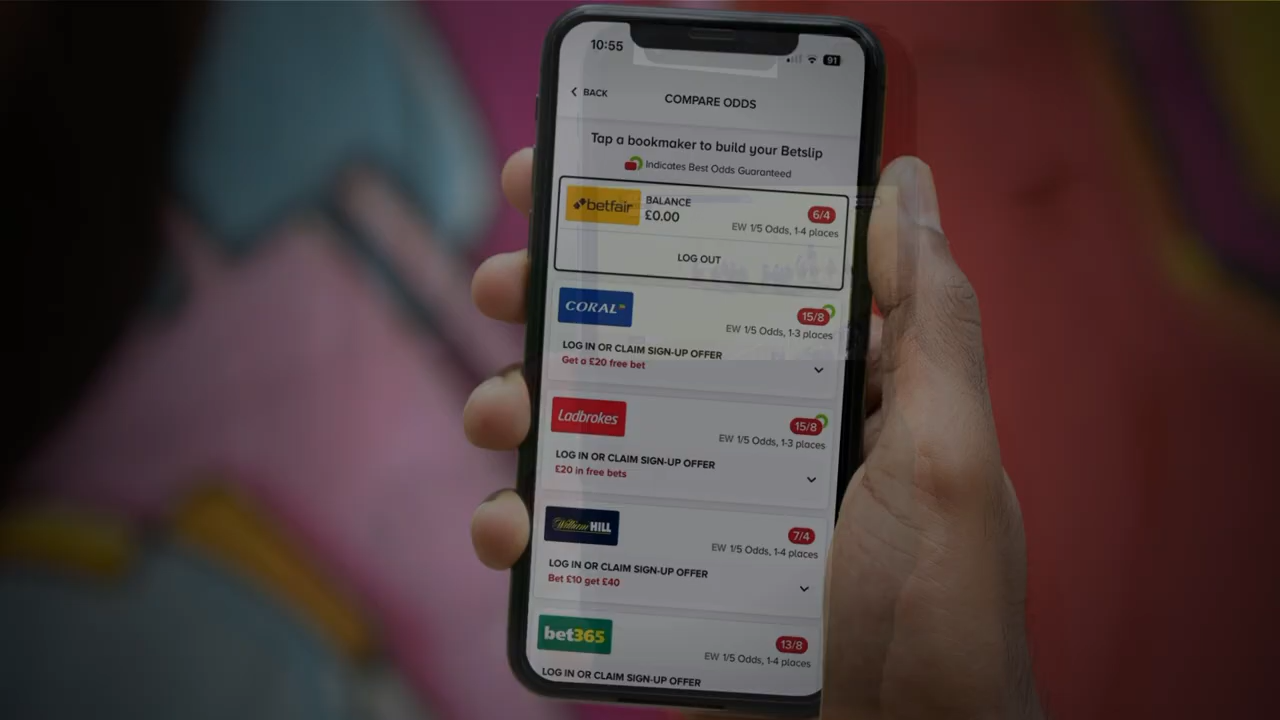 10:55
91
BACK
COMPARE ODDS
Tap a bookmaker to build your Betslip
Indicates Best Odds Guaranteed
betfair
BALANCE
£0.00
6/4
EW 1/5 Odds, 1-4 places
LOG OUT
CORAL
15/8
EW 1/5 Odds, 1-3 places
LOG IN OR CLAIM SIGN-UP OFFER
Get a £20 free bet
Ladbrokes
15/8
EW 1/5 Odds, 1-3 places
LOG IN OR CLAIM SIGN-UP OFFER
£20 in free bets
William HILL
7/4
EW 1/5 Odds, 1-4 places
LOG IN OR CLAIM SIGN-UP OFFER
Bet £10 get £40
bet365
13/8
EW 1/5 Odds, 1-4 places
LOG IN OR CLAIM SIGN-UP OFFER